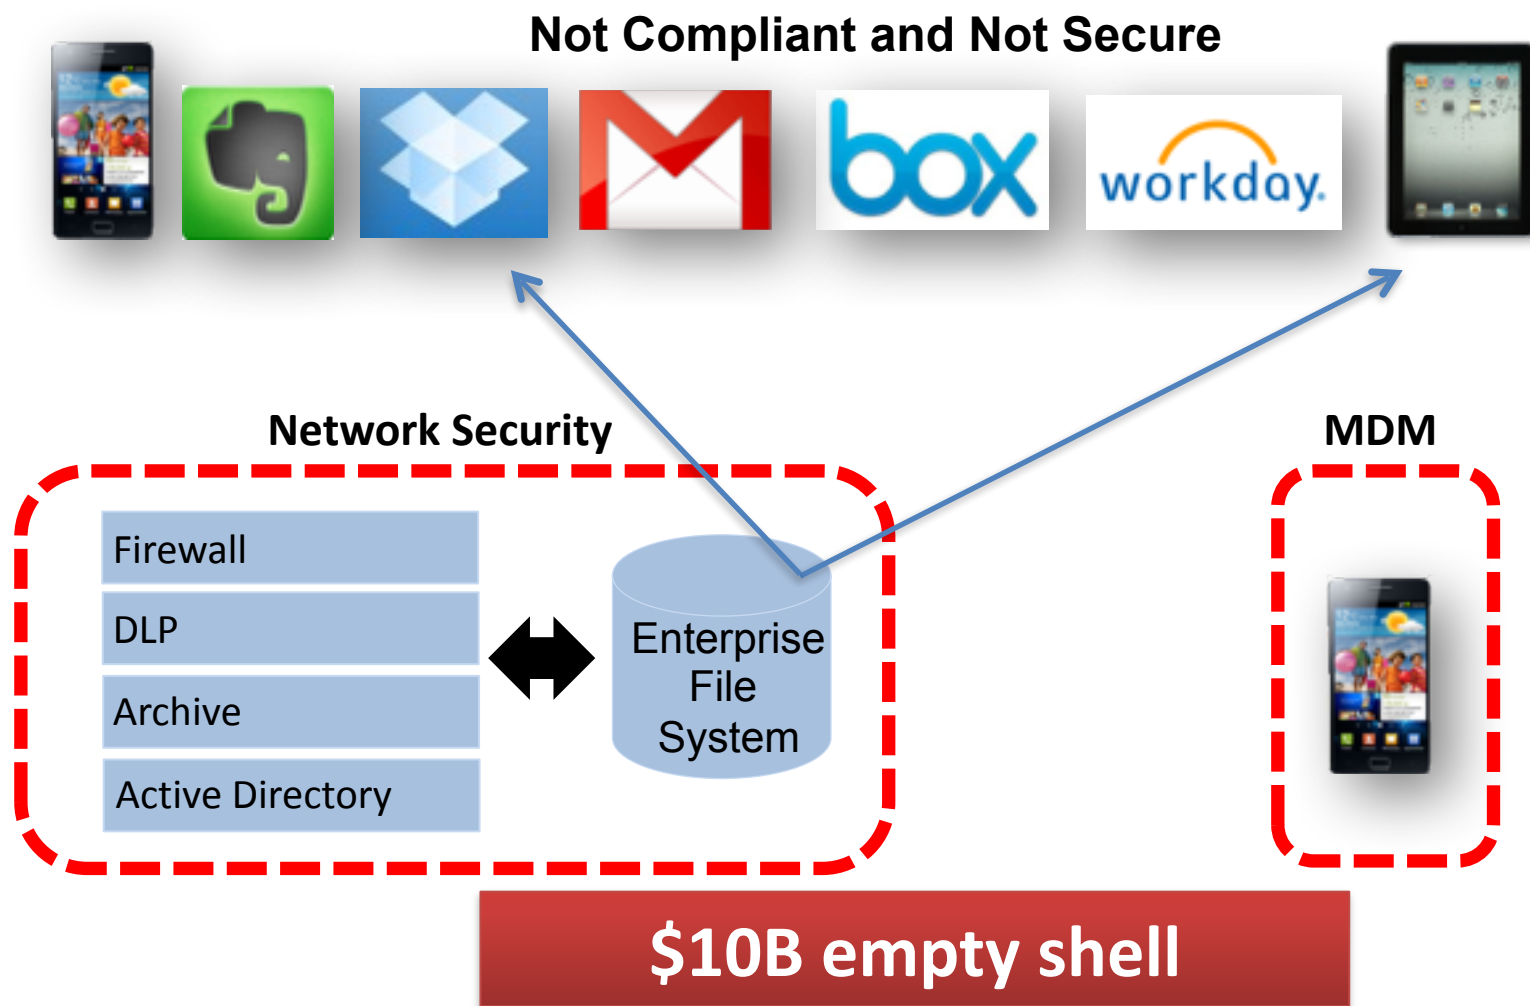 Not Compliant and Not Secure
box
workday.
Network Security
MDM
Firewall
DLP
Archive
Active Directory
Enterprise
File
System
$10B empty shell